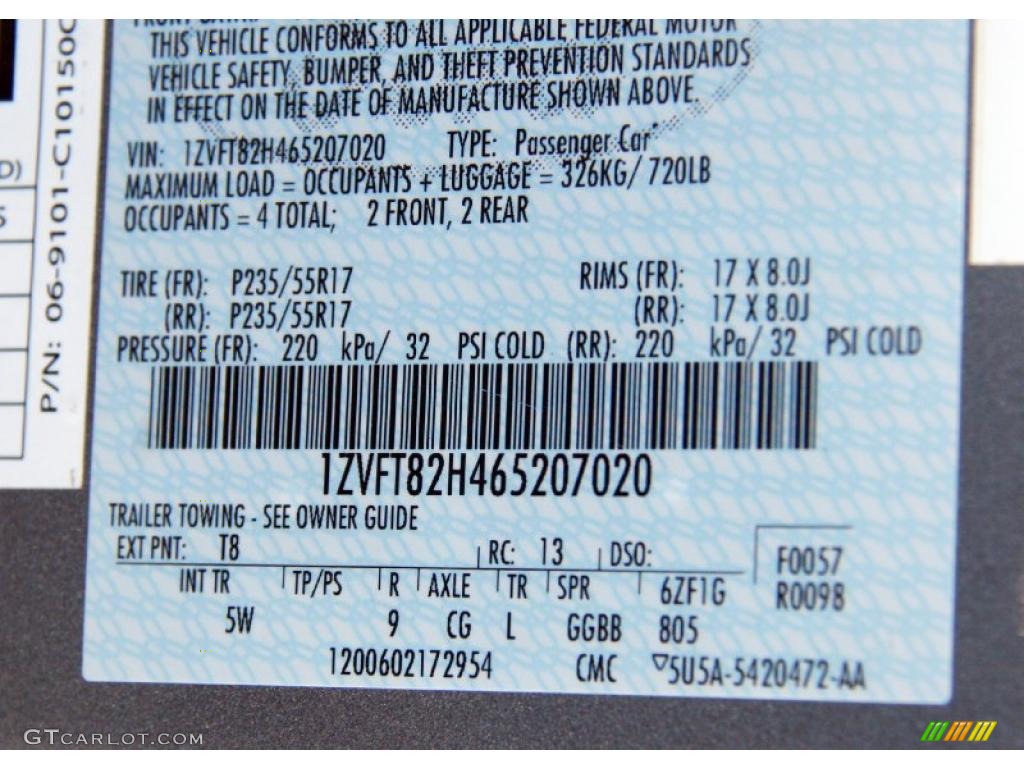 THIS VEHICLE CONFORMS TO ALL APPLICABLE FEDERAL MOTOR
VEHICLE SAFETY, BUMPER, AND THEFT PREVENTION STANDARDS
IN EFFECT ON THE DATE OF MANUFACTURE SHOWN ABOVE.
VIN: 1ZVFT82H465207020 TYPE: Passenger Car
MAXIMUM LOAD = OCCUPANTS + LUGGAGE = 326KG/ 720LB
OCCUPANTS = 4 TOTAL; 2 FRONT, 2 REAR
TIRE (FR): P235/55R17 RIMS (FR): 17 X 8.0J
(RR): P235/55R17 (RR): 17 X 8.0J
PRESSURE (FR): 220 kPa/ 32 PSI COLD (RR): 220 kPa/ 32 PSI COLD
1ZVFT82H465207020
TRAILER TOWING - SEE OWNER GUIDE
EXT PNT: T8 RC: 13 DSO: F0057
INT TR TP/PS R AXLE TR SPR 6ZF1G R0098
5W 9 CG L GGBB 805
1200602172954 CMC ▽5U5A-5420472-AA
P/N: 06-9101-C10150C
D)
S
GTCARLOT.COM